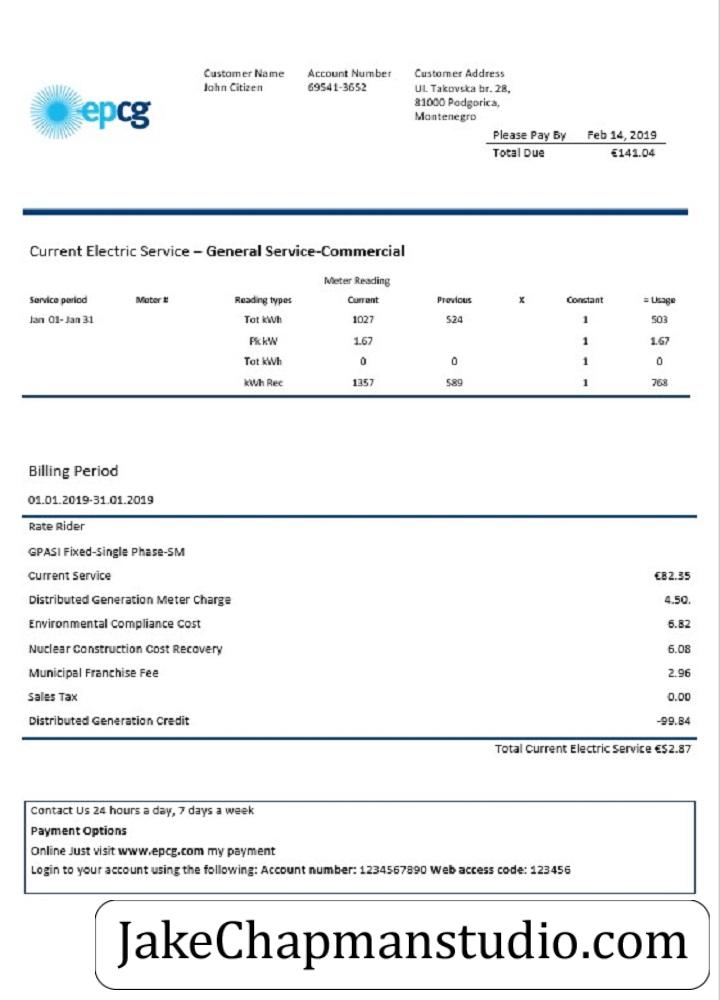 epcg
Customer Name Account Number Customer Address
John Citizen 69541-3652 Ul. Takovska br. 28,
81000 Podgorica,
Montenegro
Please Pay By Feb 14, 2019
Total Due €141.04
Current Electric Service – General Service-Commercial
Meter Reading
Service period Meter # Reading types Current Previous X Constant = Usage
Jan 01- Jan 31 Tot kWh 1027 524 1 503
Pk kW 1.67 1 1.67
Tot kWh 0 0 1 0
kWh Rec 1357 589 1 768
Billing Period
01.01.2019-31.01.2019
Rate Rider
GPASI Fixed-Single Phase-SM
Current Service €82.35
Distributed Generation Meter Charge 4.50.
Environmental Compliance Cost 6.82
Nuclear Construction Cost Recovery 6.08
Municipal Franchise Fee 2.96
Sales Tax 0.00
Distributed Generation Credit -99.84
Total Current Electric Service €52.87
Contact Us 24 hours a day, 7 days a week
Payment Options
Online Just visit www.epcg.com my payment
Login to your account using the following: Account number: 1234567890 Web access code: 123456
JakeChapmanstudio.com